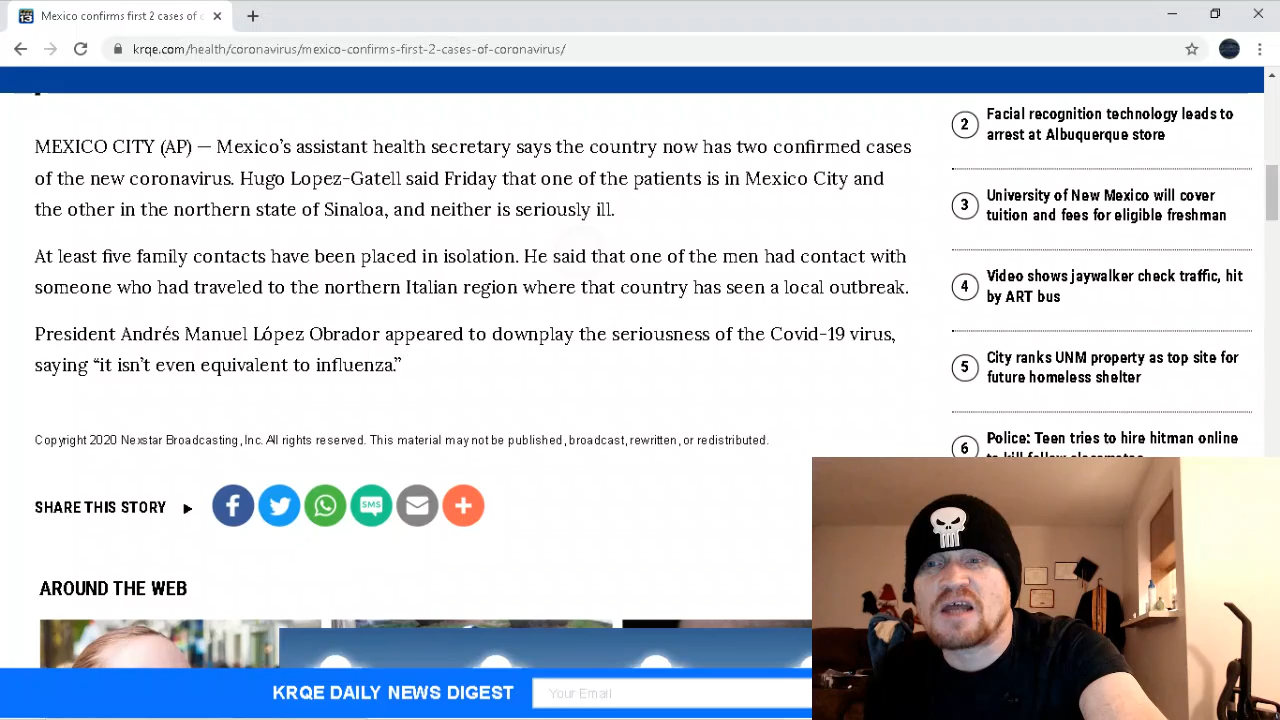 13
Mexico confirms first 2 cases of c
krqe.com/health/coronavirus/mexico-confirms-first-2-cases-of-coronavirus/
MEXICO CITY (AP) — Mexico’s assistant health secretary says the country now has two confirmed cases
of the new coronavirus. Hugo Lopez-Gatell said Friday that one of the patients is in Mexico City and
the other in the northern state of Sinaloa, and neither is seriously ill.
At least five family contacts have been placed in isolation. He said that one of the men had contact with
someone who had traveled to the northern Italian region where that country has seen a local outbreak.
President Andrés Manuel López Obrador appeared to downplay the seriousness of the Covid-19 virus,
saying “it isn’t even equivalent to influenza.”
Copyright 2020 Nexstar Broadcasting, Inc. All rights reserved. This material may not be published, broadcast, rewritten, or redistributed.
SHARE THIS STORY
SMS
AROUND THE WEB
KRQE DAILY NEWS DIGEST
Your Email
2
Facial recognition technology leads to
arrest at Albuquerque store
3
University of New Mexico will cover
tuition and fees for eligible freshman
4
Video shows jaywalker check traffic, hit
by ART bus
5
City ranks UNM property as top site for
future homeless shelter
6
Police: Teen tries to hire hitman online